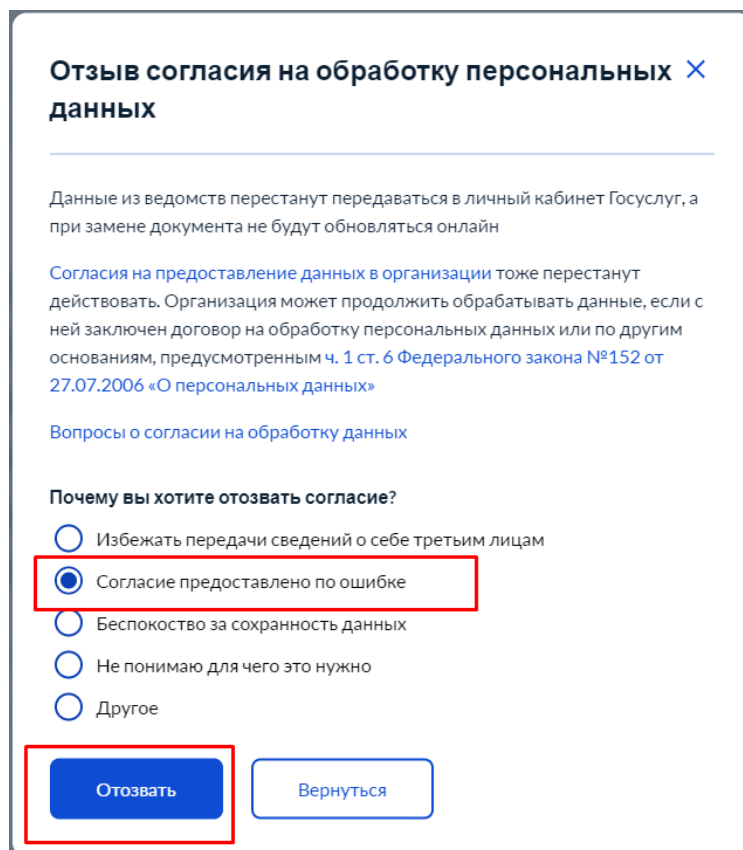 Отзыв согласия на обработку персональных
данных
Данные из ведомств перестанут передаваться в личный кабинет Госуслуг, а
при замене документа не будут обновляться онлайн
Согласия на предоставление данных в организации тоже перестанут
действовать. Организация может продолжить обрабатывать данные, если с
ней заключен договор на обработку персональных данных или по другим
основаниям, предусмотренным ч. 1 ст. 6 Федерального закона №152 от
27.07.2006 «О персональных данных»
Вопросы о согласии на обработку данных
Почему вы хотите отозвать согласие?
Избежать передачи сведений о себе третьим лицам
Согласие предоставлено по ошибке
Беспокоство за сохранность данных
Не понимаю для чего это нужно
Другое
Отозвать
Вернуться